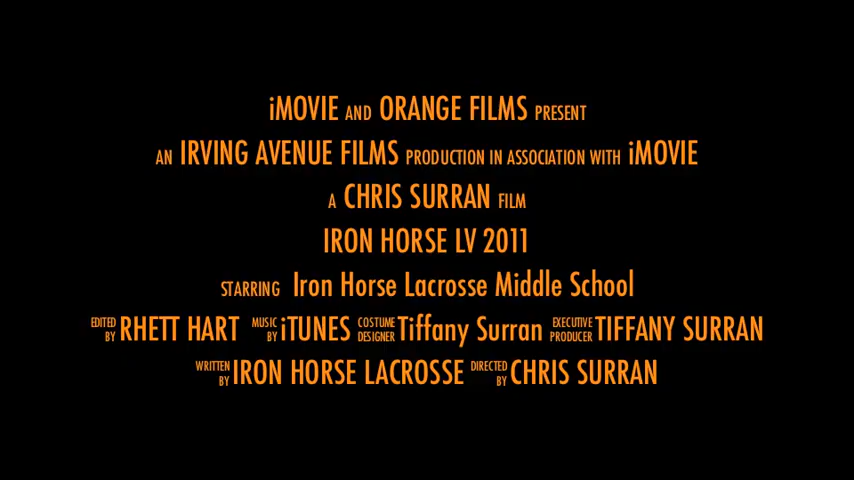 iMOVIE AND ORANGE FILMS PRESENT
AN IRVING AVENUE FILMS PRODUCTION IN ASSOCIATION WITH iMOVIE
A CHRIS SURRAN FILM
IRON HORSE LV 2011
STARRING Iron Horse Lacrosse Middle School
EDITED BY RHETT HART MUSIC BY iTUNES COSTUME DESIGNER Tiffany Surran EXECUTIVE PRODUCER TIFFANY SURRAN
WRITTEN BY IRON HORSE LACROSSE DIRECTED BY CHRIS SURRAN